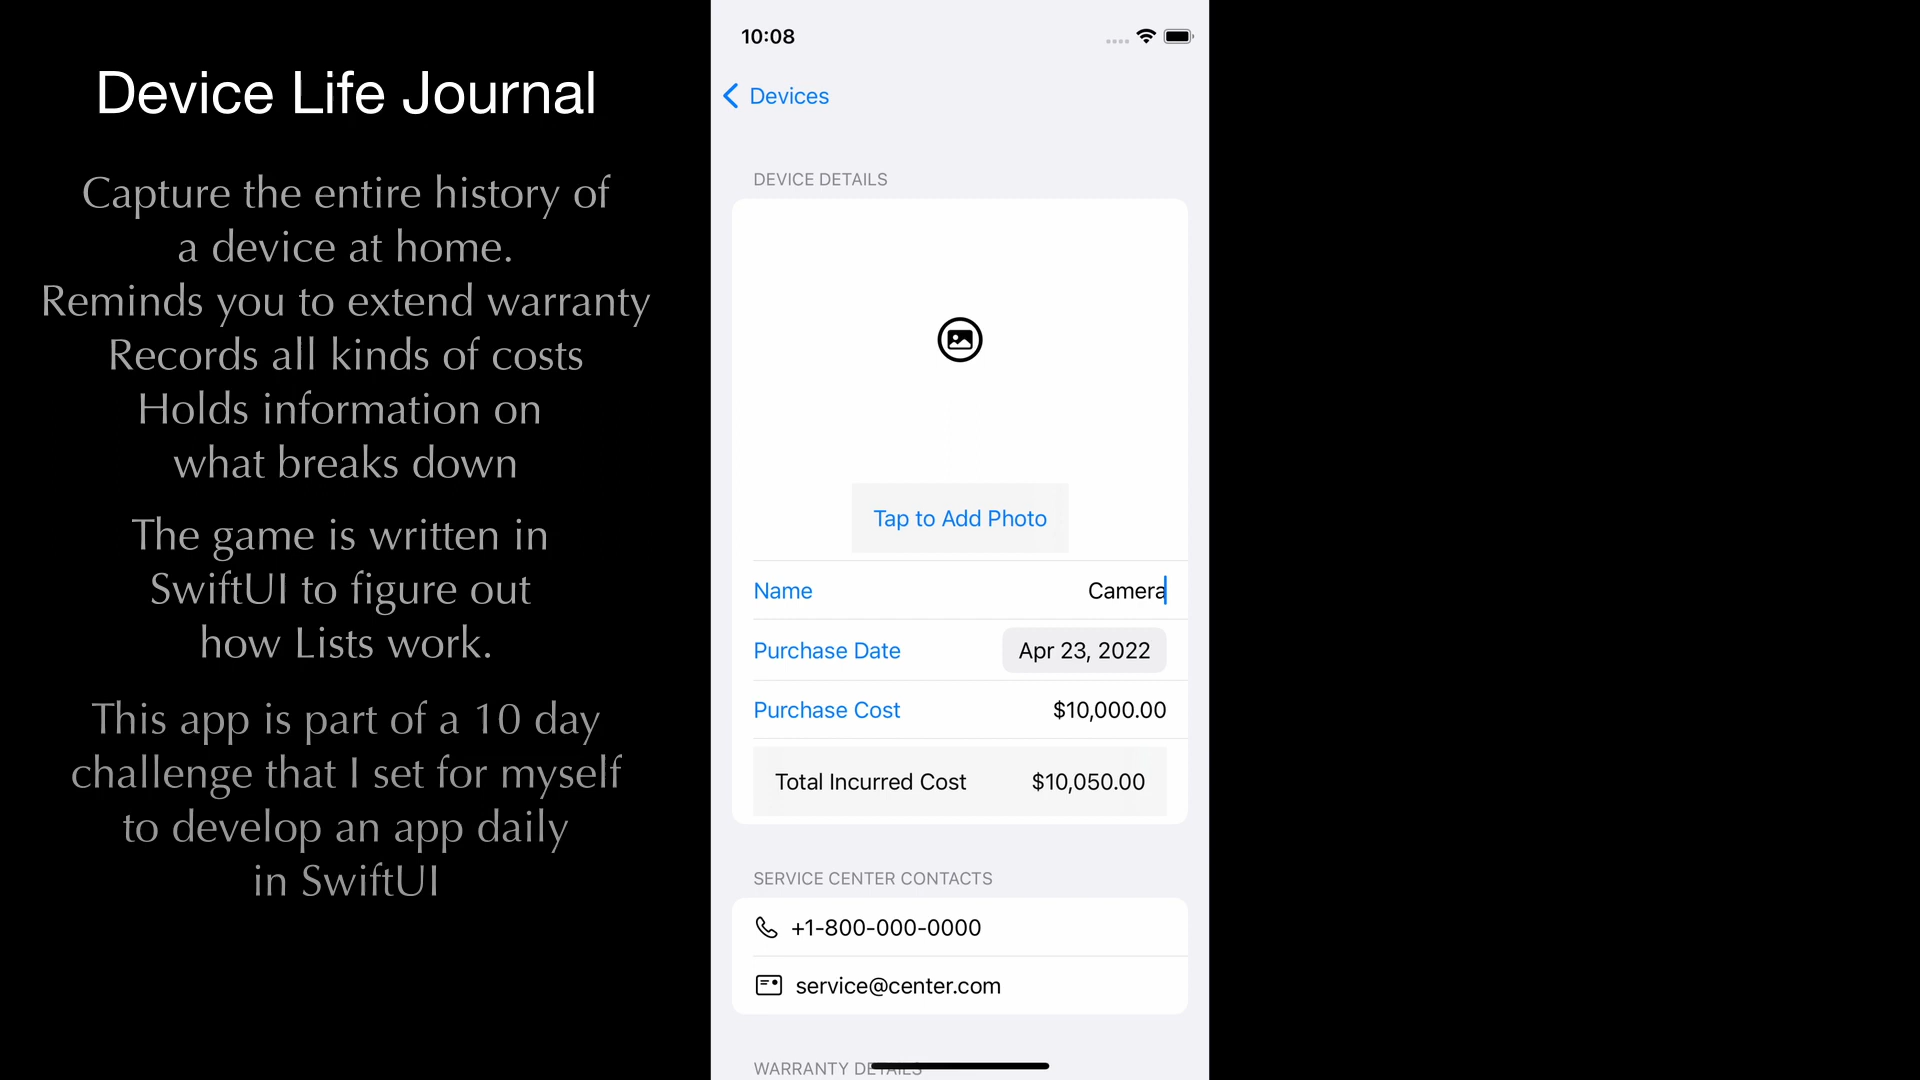 Device Life Journal
Capture the entire history of
a device at home.
Reminds you to extend warranty
Records all kinds of costs
Holds information on
what breaks down
The game is written in
SwiftUI to figure out
how Lists work.
This app is part of a 10 day
challenge that I set for myself
to develop an app daily
in SwiftUI
10:08
Devices
DEVICE DETAILS
Tap to Add Photo
Name Camera
Purchase Date Apr 23, 2022
Purchase Cost $10,000.00
Total Incurred Cost $10,050.00
SERVICE CENTER CONTACTS
+1-800-000-0000
service@center.com
WARRANTY DETAILS